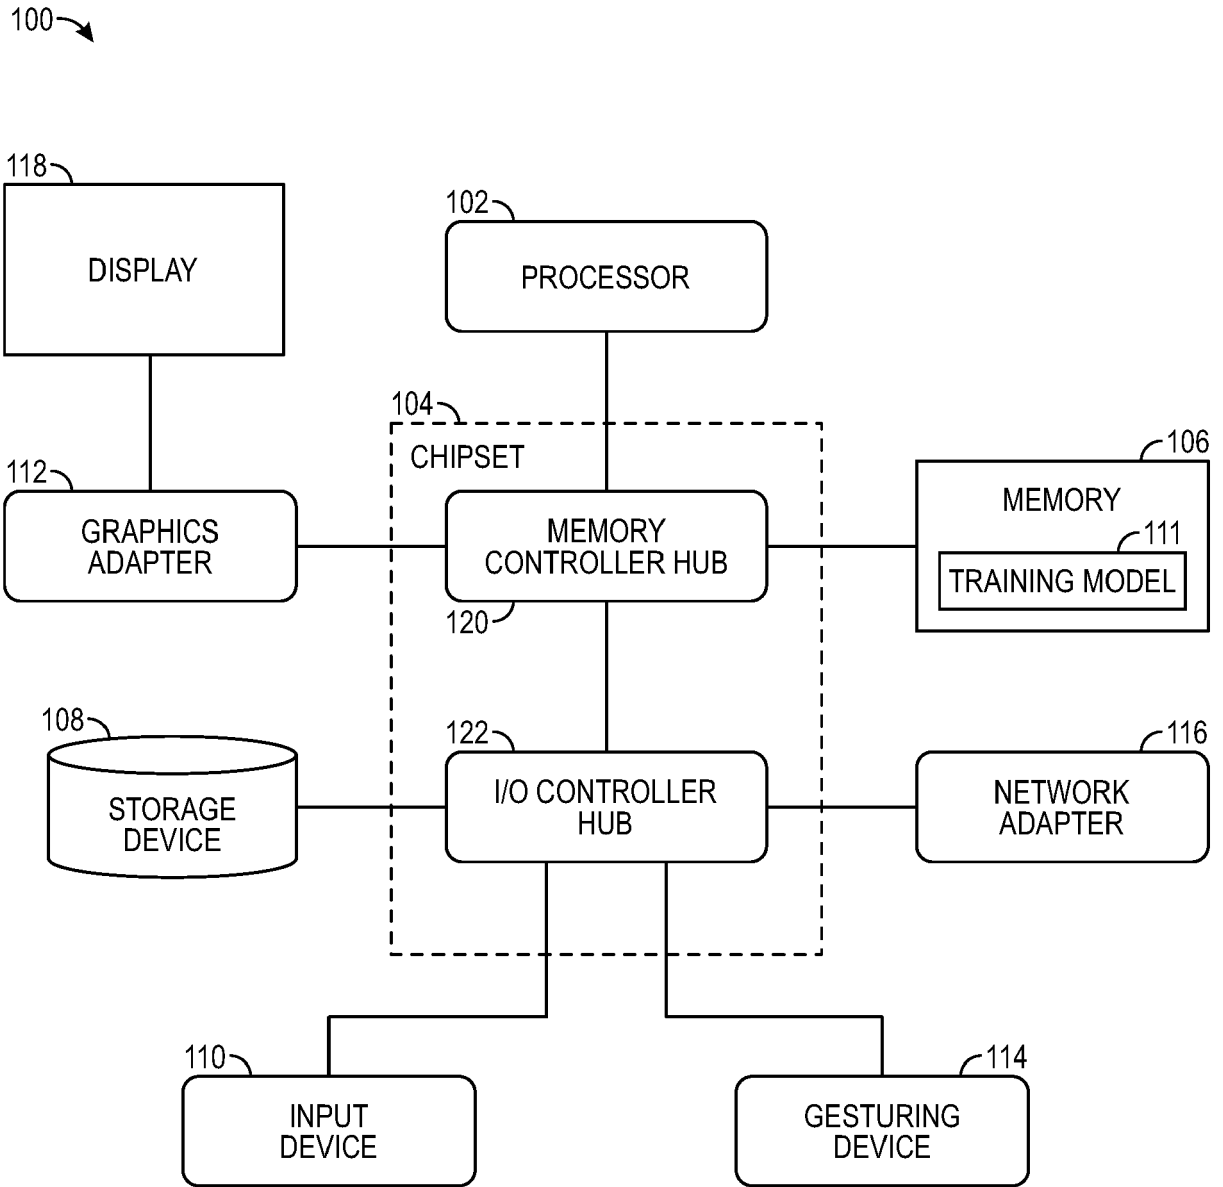 100
118
DISPLAY
102
PROCESSOR
104
CHIPSET
112
GRAPHICS
ADAPTER
MEMORY
CONTROLLER HUB
120
106
MEMORY
111
TRAINING MODEL
108
STORAGE
DEVICE
122
I/O CONTROLLER
HUB
116
NETWORK
ADAPTER
110
INPUT
DEVICE
114
GESTURING
DEVICE